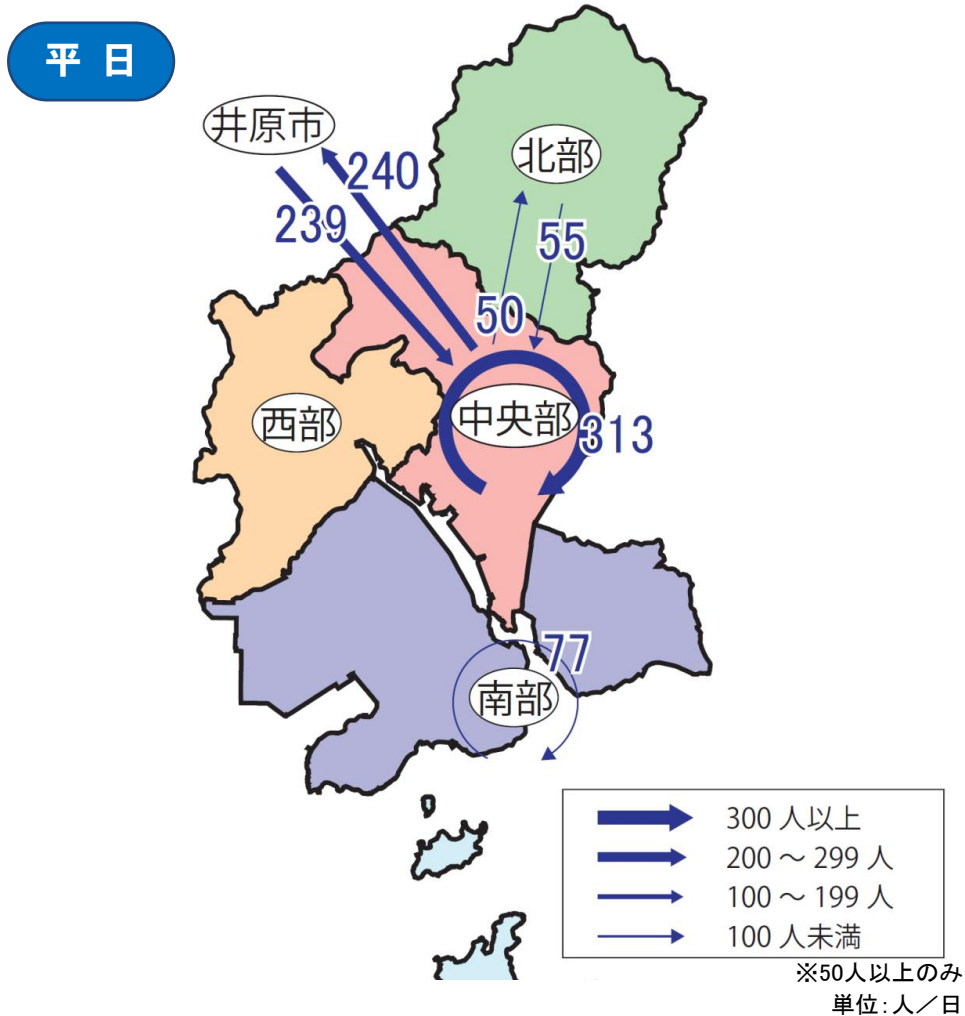 平 日
井原市
北部
240
239
55
50
西部
中央部
313
77
南部
300 人以上
200 ～ 299 人
100 ～ 199 人
100 人未満
※50人以上のみ
単位:人／日